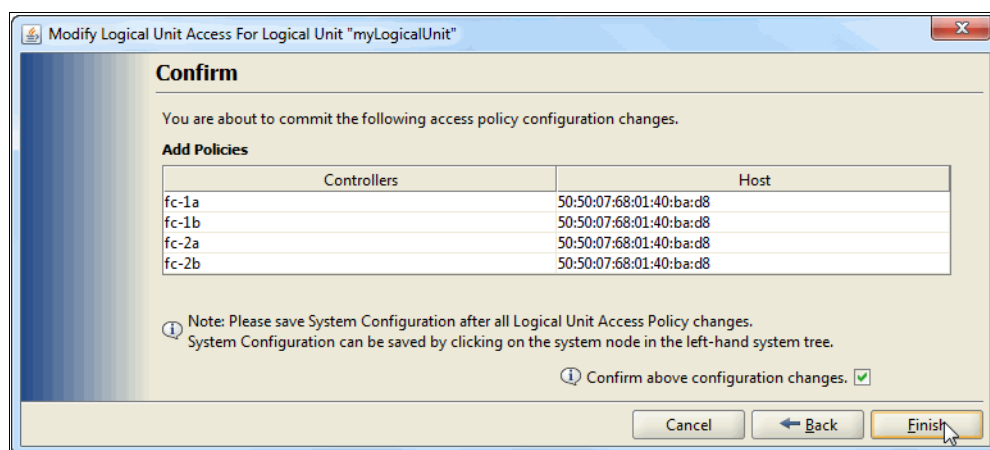 Modify Logical Unit Access For Logical Unit "myLogicalUnit"
Confirm
You are about to commit the following access policy configuration changes.
Add Policies
Controllers Host
fc-1a 50:50:07:68:01:40:ba:d8
fc-1b 50:50:07:68:01:40:ba:d8
fc-2a 50:50:07:68:01:40:ba:d8
fc-2b 50:50:07:68:01:40:ba:d8
Note: Please save System Configuration after all Logical Unit Access Policy changes.
System Configuration can be saved by clicking on the system node in the left-hand system tree.
Confirm above configuration changes.
Cancel Back Finish